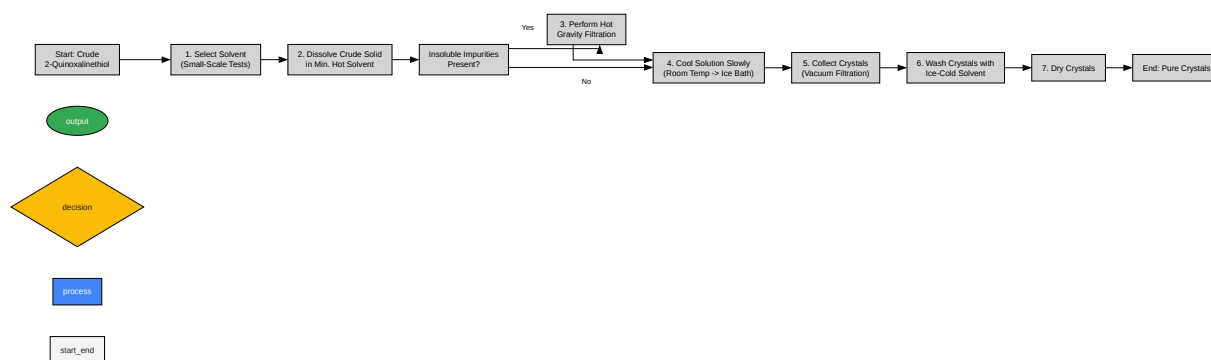 Start: Crude
2-Quinoxalinethiol
1. Select Solvent
(Small-Scale Tests)
2. Dissolve Crude Solid
in Min. Hot Solvent
Insoluble Impurities
Present?
Yes
3. Perform Hot
Gravity Filtration
No
4. Cool Solution Slowly
(Room Temp -> Ice Bath)
5. Collect Crystals
(Vacuum Filtration)
6. Wash Crystals with
Ice-Cold Solvent
7. Dry Crystals
End: Pure Crystals
output
decision
process
start_end